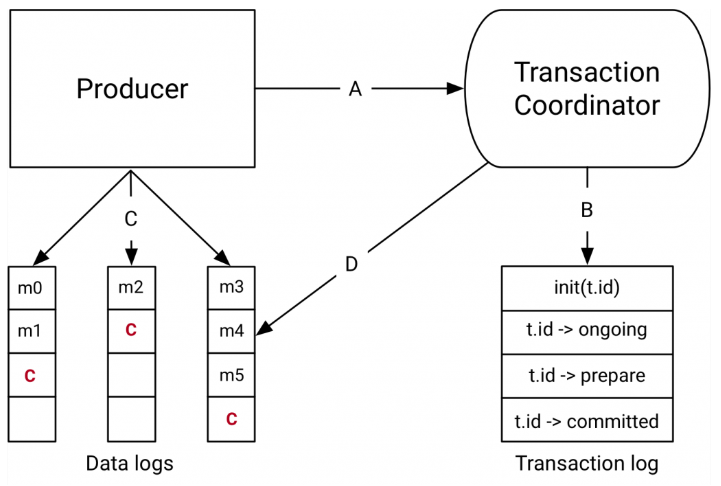 Producer
A
Transaction
Coordinator
C
B
D
m0
m2
m3
init(t.id)
m1
C
m4
t.id -> ongoing
C
m5
t.id -> prepare
C
t.id -> committed
Data logs
Transaction log